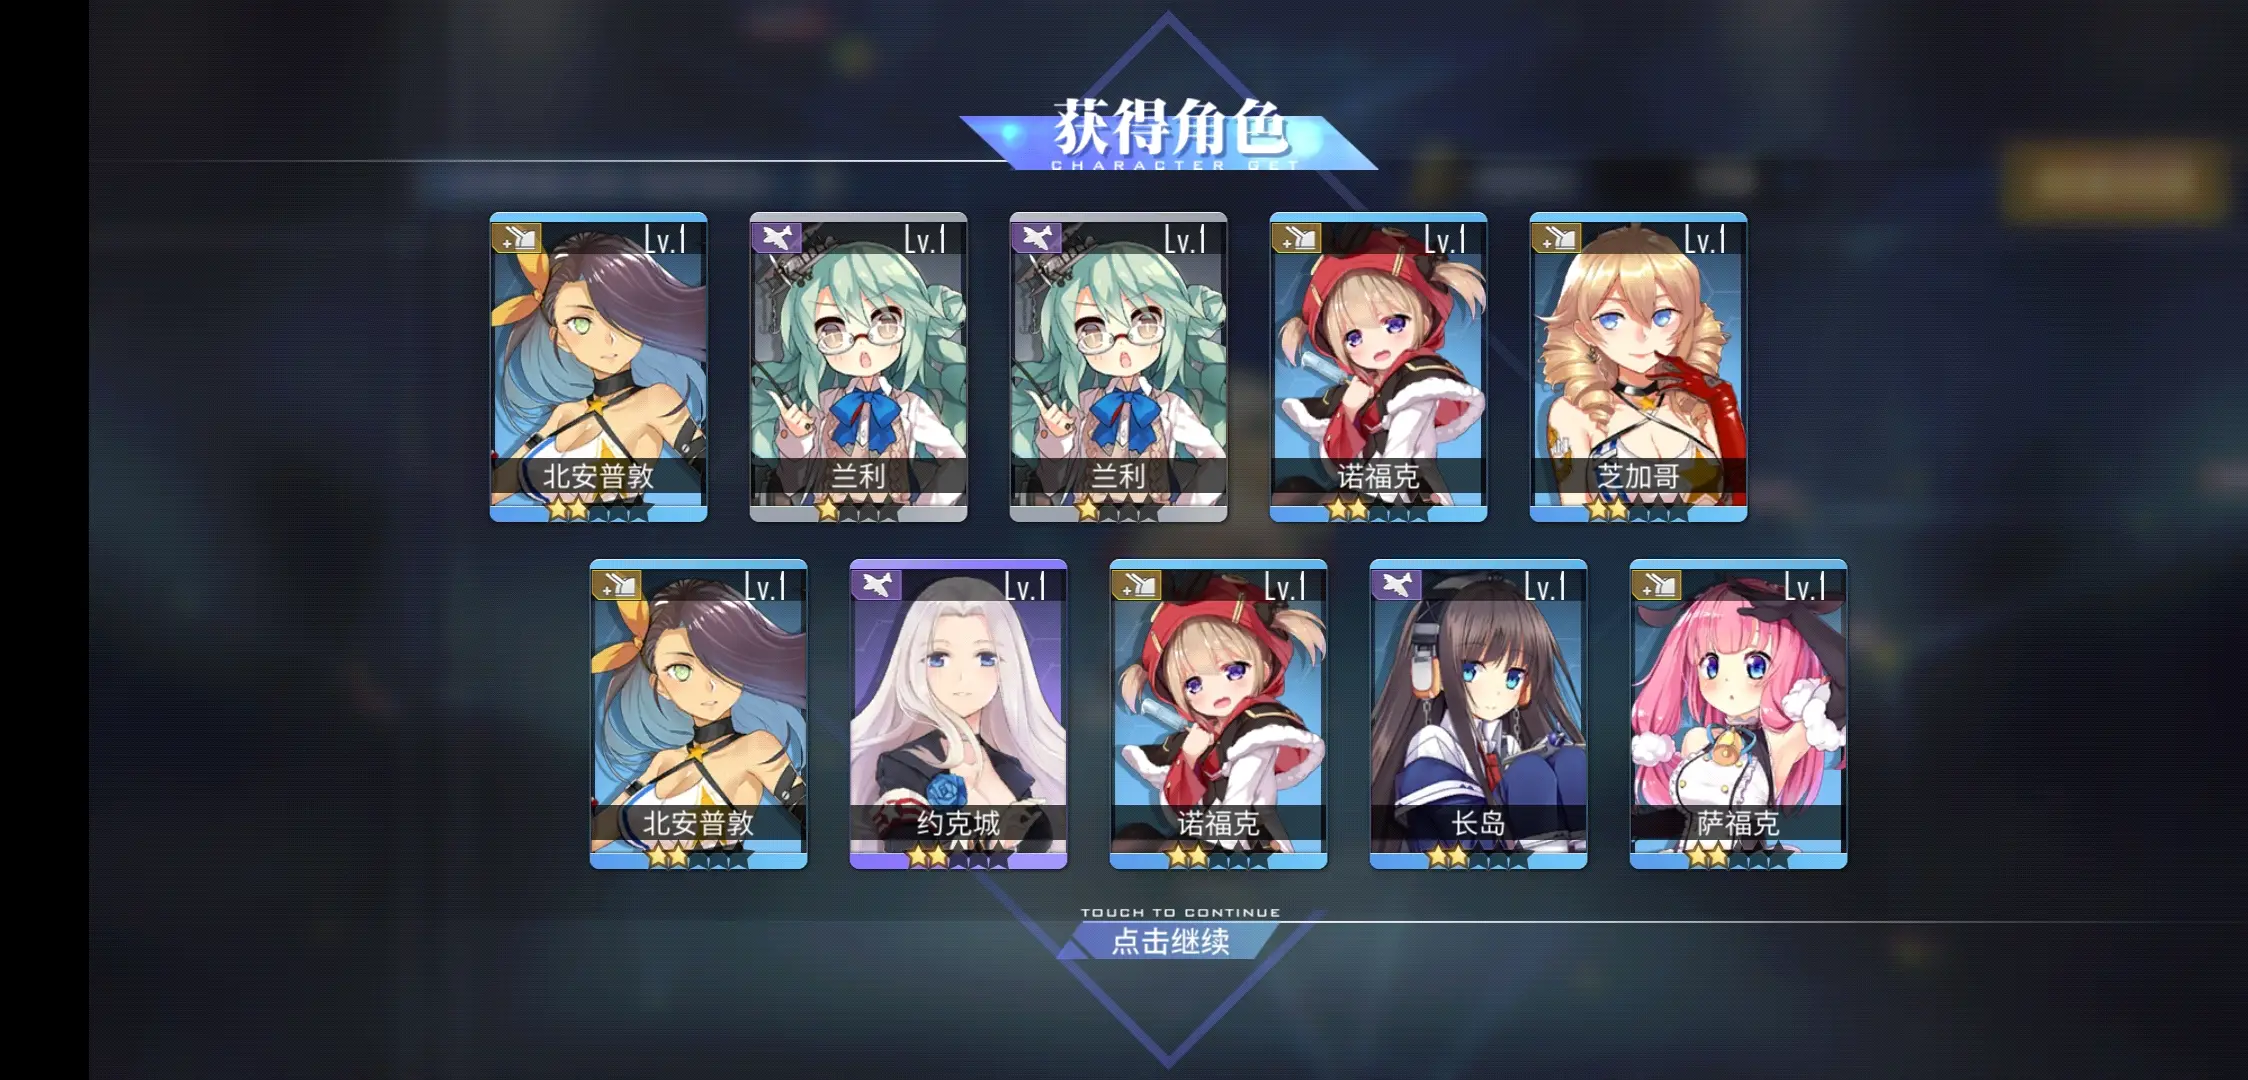 获得角色
CHARACTER GET
Lv.1
Lv.1
Lv.1
Lv.1
Lv.1
北安普敦
兰利
兰利
诺福克
芝加哥
Lv.1
Lv.1
Lv.1
Lv.1
Lv.1
北安普敦
约克城
诺福克
长岛
萨福克
TOUCH TO CONTINUE
点击继续